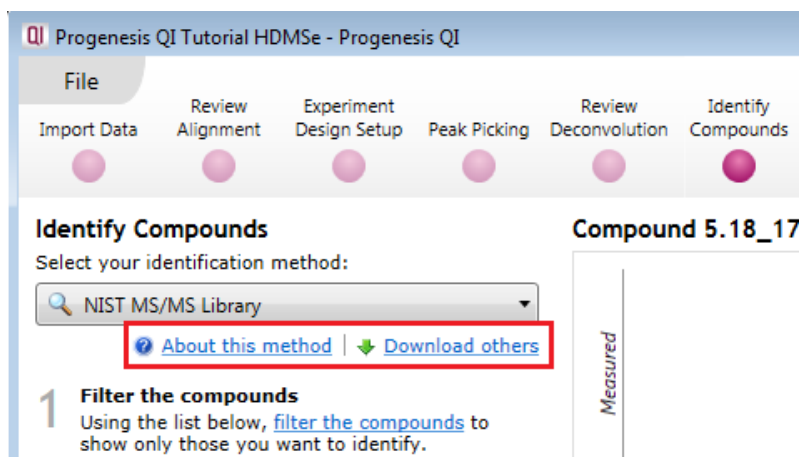 QI Progenesis QI Tutorial HDMSe - Progenesis QI
File
Import Data
Review
Alignment
Experiment
Design Setup
Peak Picking
Review
Deconvolution
Identify
Compounds
Identify Compounds
Select your identification method:
NIST MS/MS Library
? About this method | Download others
1 Filter the compounds
Using the list below, filter the compounds to
show only those you want to identify.
Compound 5.18_17
Measured